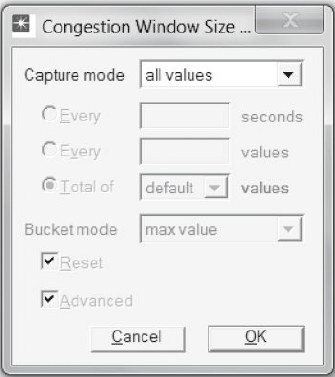 Congestion Window Size ...
X
Capture mode all values
Every seconds
Every values
Total of default values
Bucket mode max value
Reset
Advanced
Cancel OK